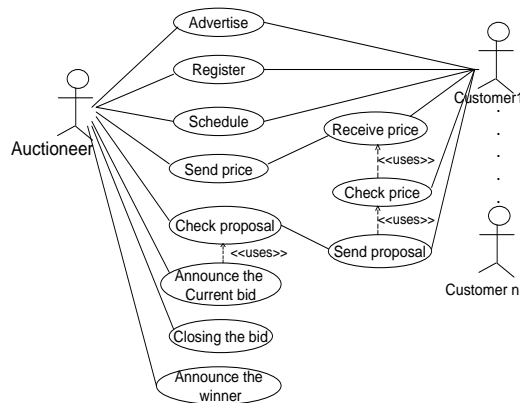 Advertise
Register
Customer1
Schedule
Receive price
Auctioneer
Send price
<<uses>>
Check price
Check proposal
<<uses>>
<<uses>>
Send proposal
Announce the
Current bid
Customer n
Closing the bid
Announce the
winner